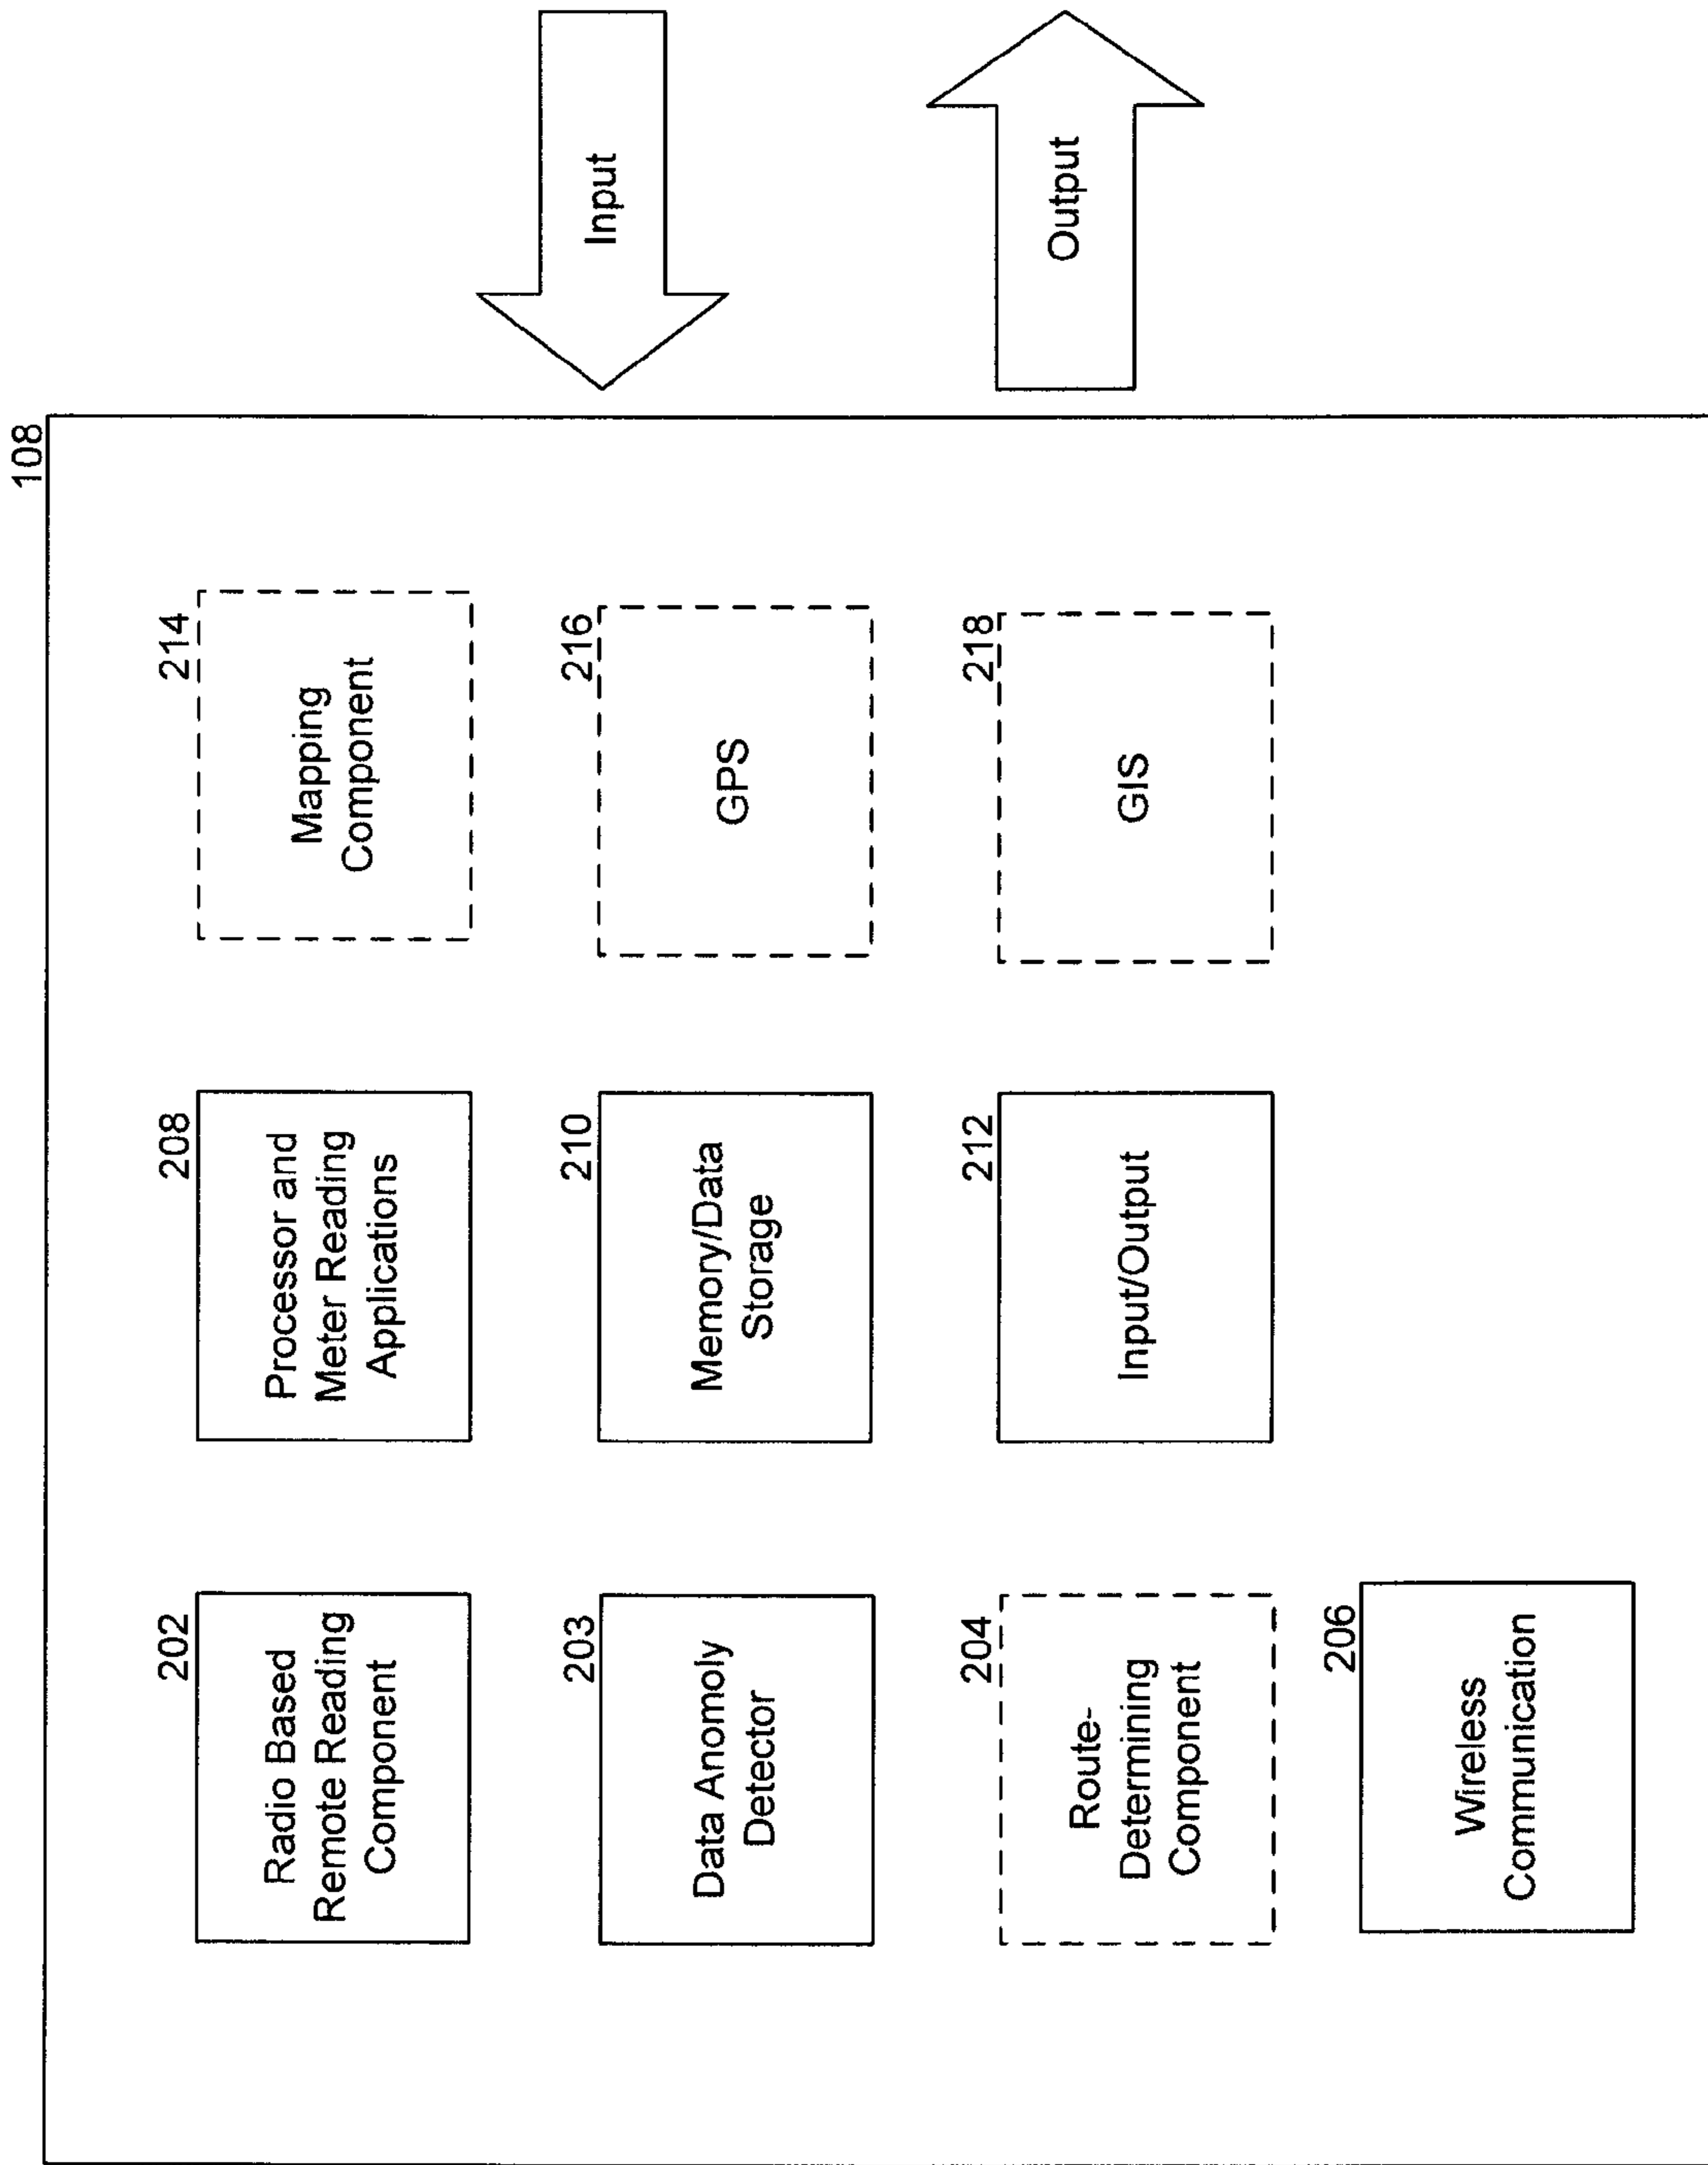 108
202
Radio Based
Remote Reading
Component
208
Processor and
Meter Reading
Applications
214
Mapping
Component
203
Data Anomoly
Detector
210
Memory/Data
Storage
216
GPS
204
Route-
Determining
Component
212
Input/Output
218
GIS
206
Wireless
Communication
Input
Output